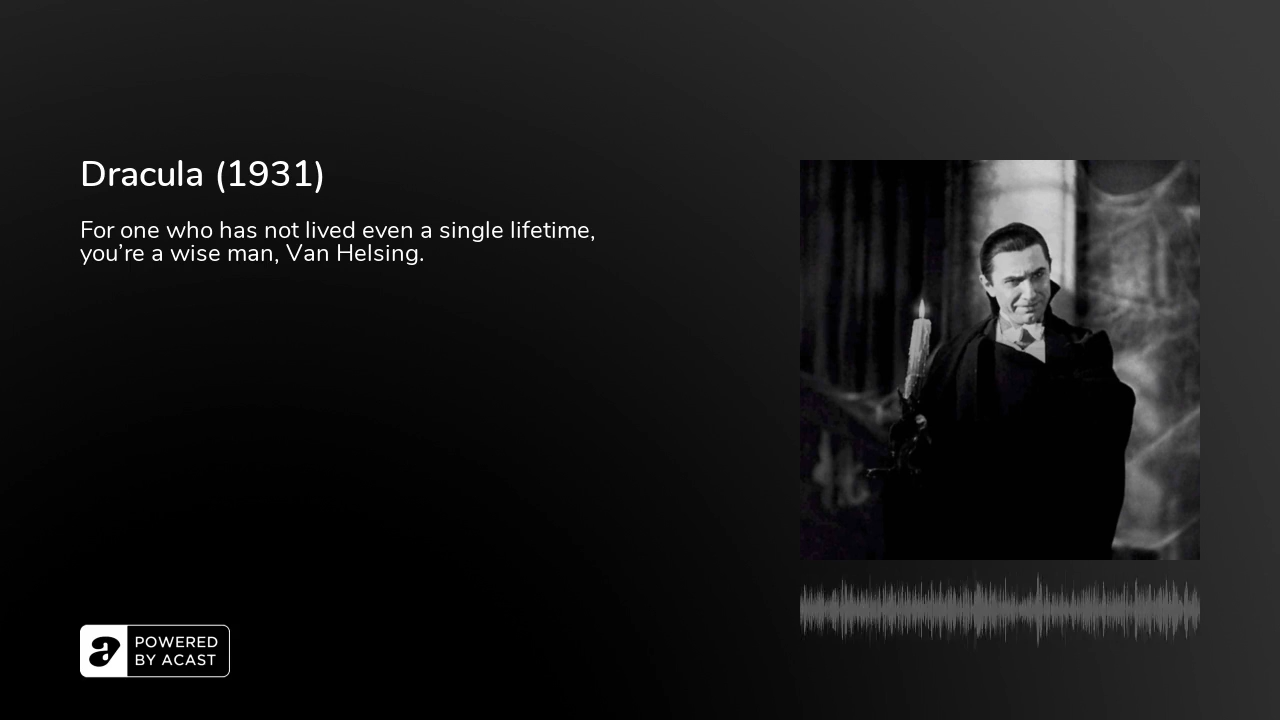 Dracula (1931)
For one who has not lived even a single lifetime,
you’re a wise man, Van Helsing.
a
POWERED
BY ACAST